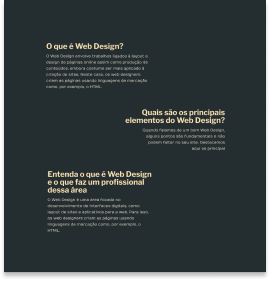 O que é Web Design?
O Web Design envolve trabalhos ligados à layout e
design de páginas online assim como produção de
conteúdos, embora costume ser mais aplicado à
criação de sites. Neste caso, os web designers
criam as páginas usando linguagens de marcação
como, por exemplo, o HTML.
Quais são os principais
elementos do Web Design?
Quando falamos de um bom Web Design,
alguns pontos são fundamentais e não
podem faltar no seu site. Destacamos
aqui os principais
Entenda o que é Web Design
e o que faz um profissional
dessa área
O Web Design é uma área focada no
desenvolvimento de interfaces digitais, como
layout de sites e aplicativos para a web. Para isso,
os web designers criam as páginas usando
linguagens de marcação como, por exemplo, o
HTML.